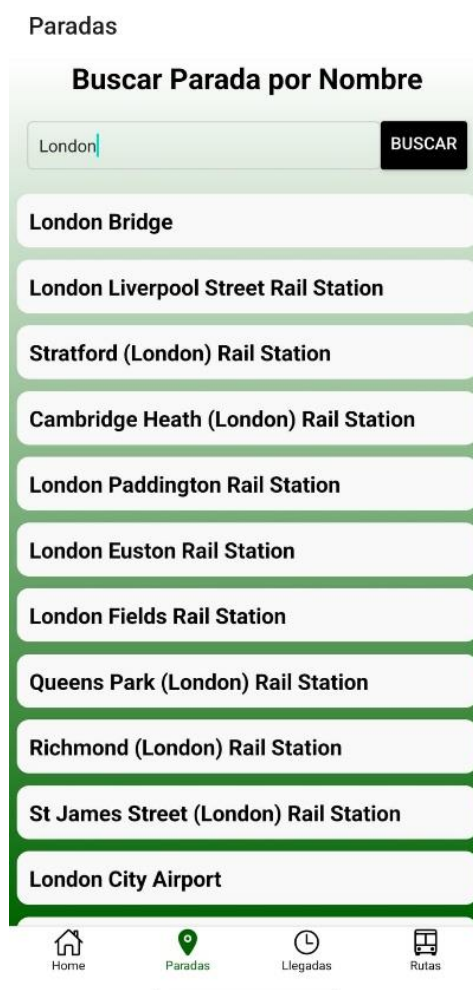 Paradas
Buscar Parada por Nombre
London
BUSCAR
London Bridge
London Liverpool Street Rail Station
Stratford (London) Rail Station
Cambridge Heath (London) Rail Station
London Paddington Rail Station
London Euston Rail Station
London Fields Rail Station
Queens Park (London) Rail Station
Richmond (London) Rail Station
St James Street (London) Rail Station
London City Airport
Home
Paradas
Llegadas
Rutas